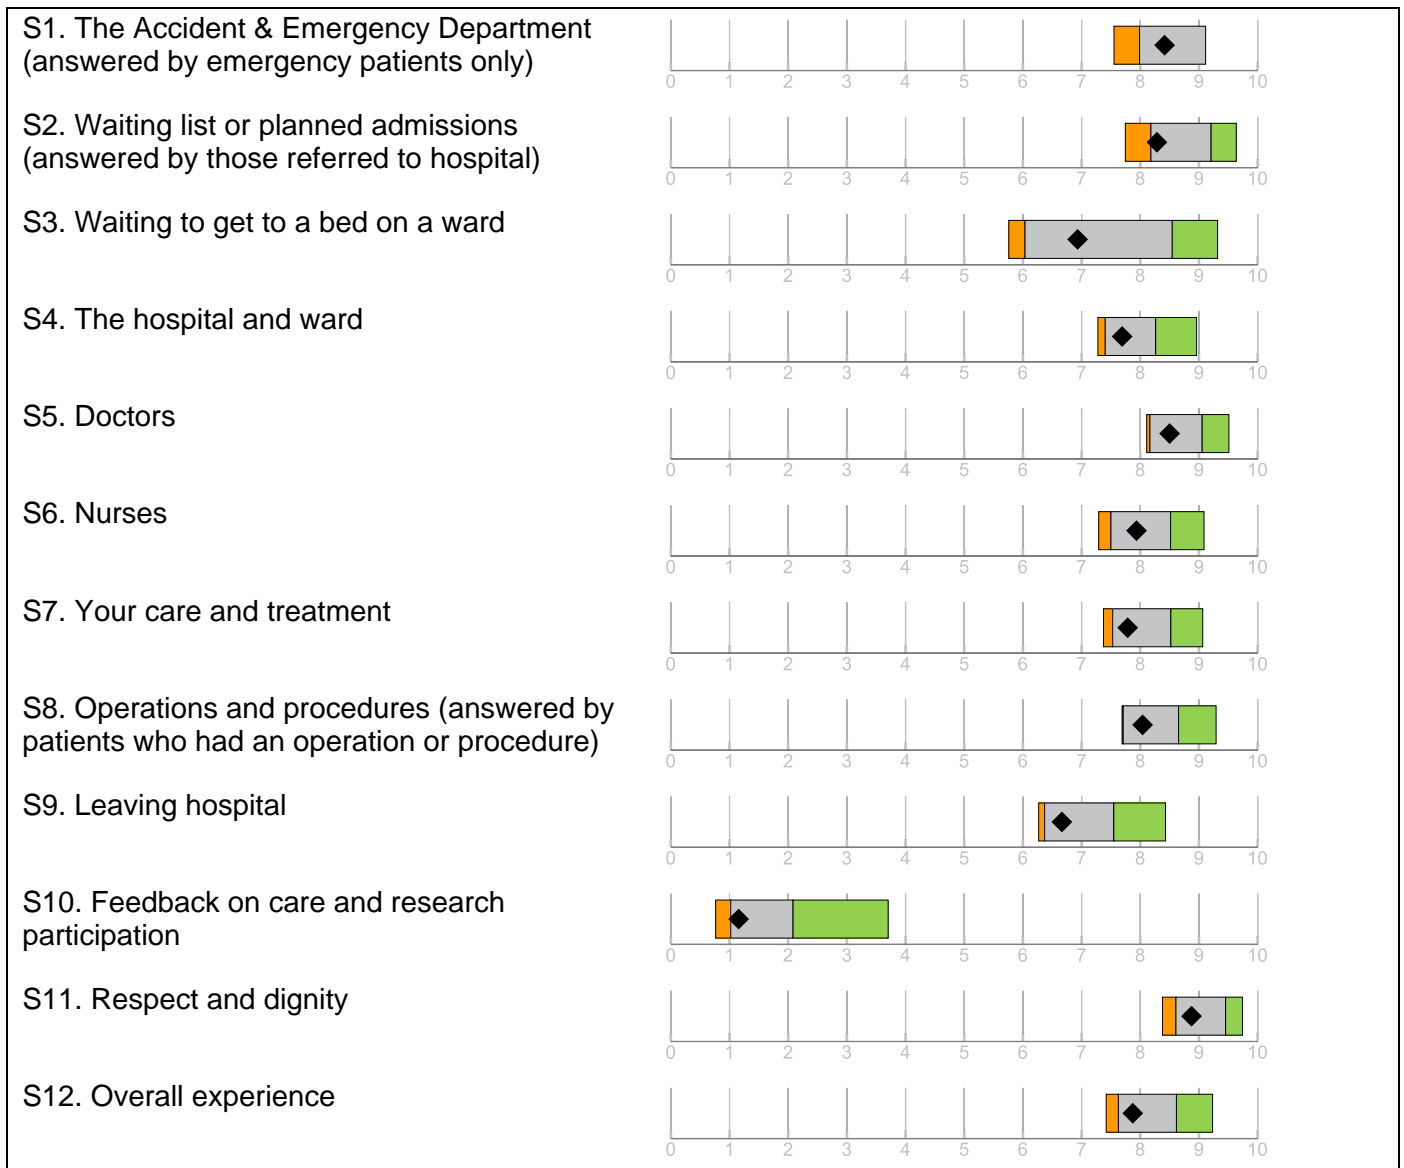 S1. The Accident & Emergency Department
(answered by emergency patients only)
0 1 2 3 4 5 6 7 8 9 10
S2. Waiting list or planned admissions
(answered by those referred to hospital)
0 1 2 3 4 5 6 7 8 9 10
S3. Waiting to get to a bed on a ward
0 1 2 3 4 5 6 7 8 9 10
S4. The hospital and ward
0 1 2 3 4 5 6 7 8 9 10
S5. Doctors
0 1 2 3 4 5 6 7 8 9 10
S6. Nurses
0 1 2 3 4 5 6 7 8 9 10
S7. Your care and treatment
0 1 2 3 4 5 6 7 8 9 10
S8. Operations and procedures (answered by
patients who had an operation or procedure)
0 1 2 3 4 5 6 7 8 9 10
S9. Leaving hospital
0 1 2 3 4 5 6 7 8 9 10
S10. Feedback on care and research
participation
0 1 2 3 4 5 6 7 8 9 10
S11. Respect and dignity
0 1 2 3 4 5 6 7 8 9 10
S12. Overall experience
0 1 2 3 4 5 6 7 8 9 10